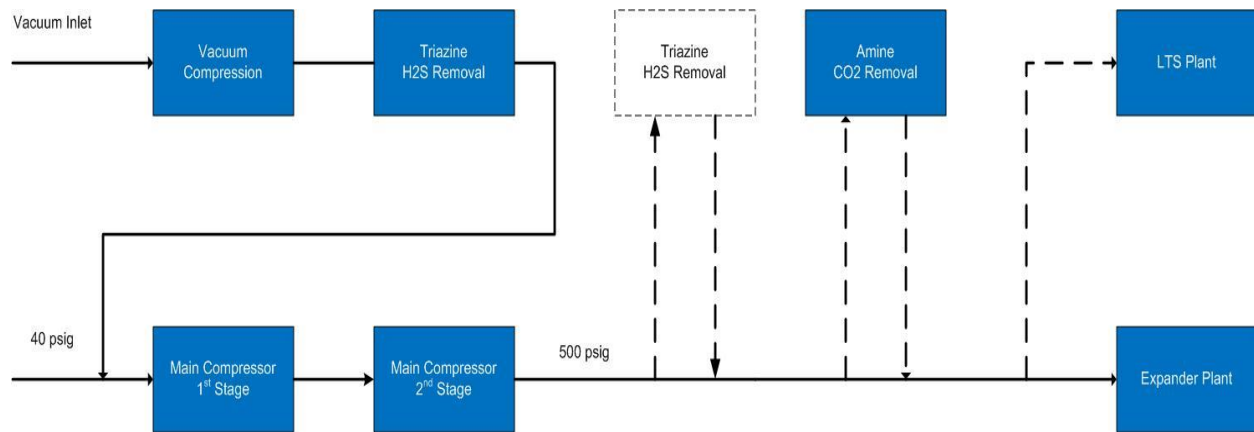 Vacuum Inlet
Vacuum
Compression
Triazine
H2S Removal
Triazine
H2S Removal
Amine
CO2 Removal
LTS Plant
40 psig
Main Compressor
1st Stage
Main Compressor
2nd Stage
500 psig
Expander Plant